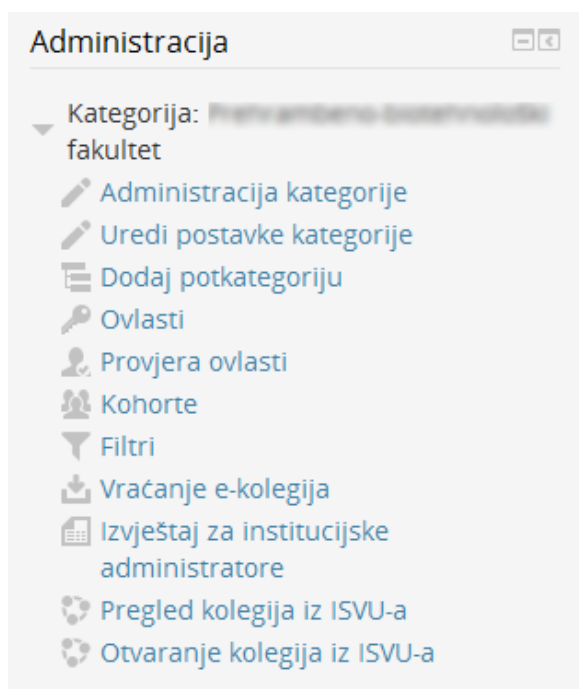 Administracija
Kategorija:
fakultet
Administracija kategorije
Uredi postavke kategorije
Dodaj potkategoriju
Ovlasti
Provjera ovlasti
Kohorte
Filtri
Vraćanje e-kolegija
Izvještaj za institucijske
administratore
Pregled kolegija iz ISVU-a
Otvaranje kolegija iz ISVU-a